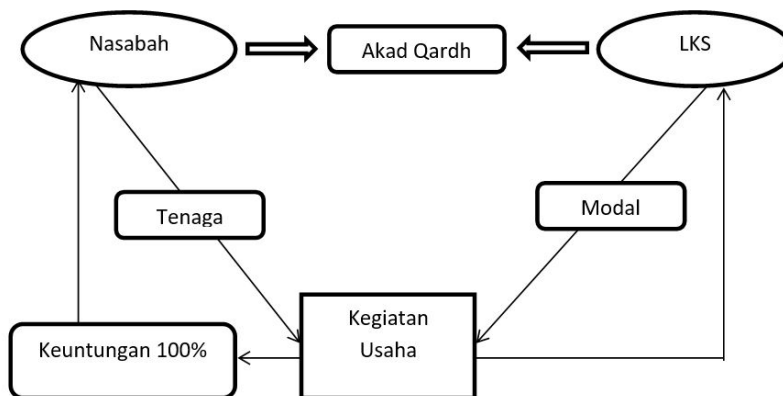 Nasabah
Akad Qardh
LKS
Tenaga
Modal
Kegiatan
Usaha
Keuntungan 100%